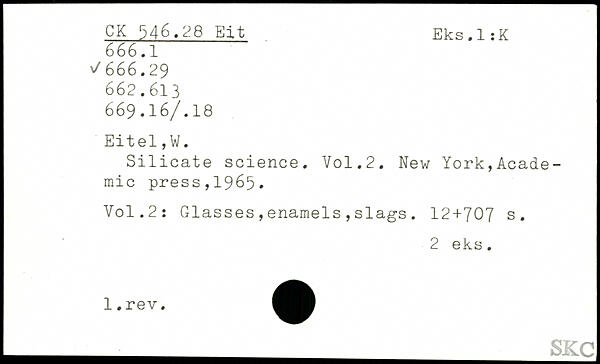 CK 546.28 Eit Eks.1:K
666.1
✓666.29
662.613
669.16/.18
Eitel,W.
Silicate science. Vol.2. New York,Acade-
mic press,1965.
Vol.2: Glasses,enamels,slags. 12+707 s.
2 eks.
1.rev.
SKC